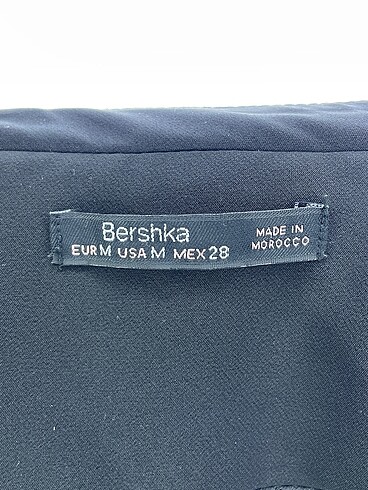 Bershka
EUR M USA M MEX 28
MADE IN
MOROCCO